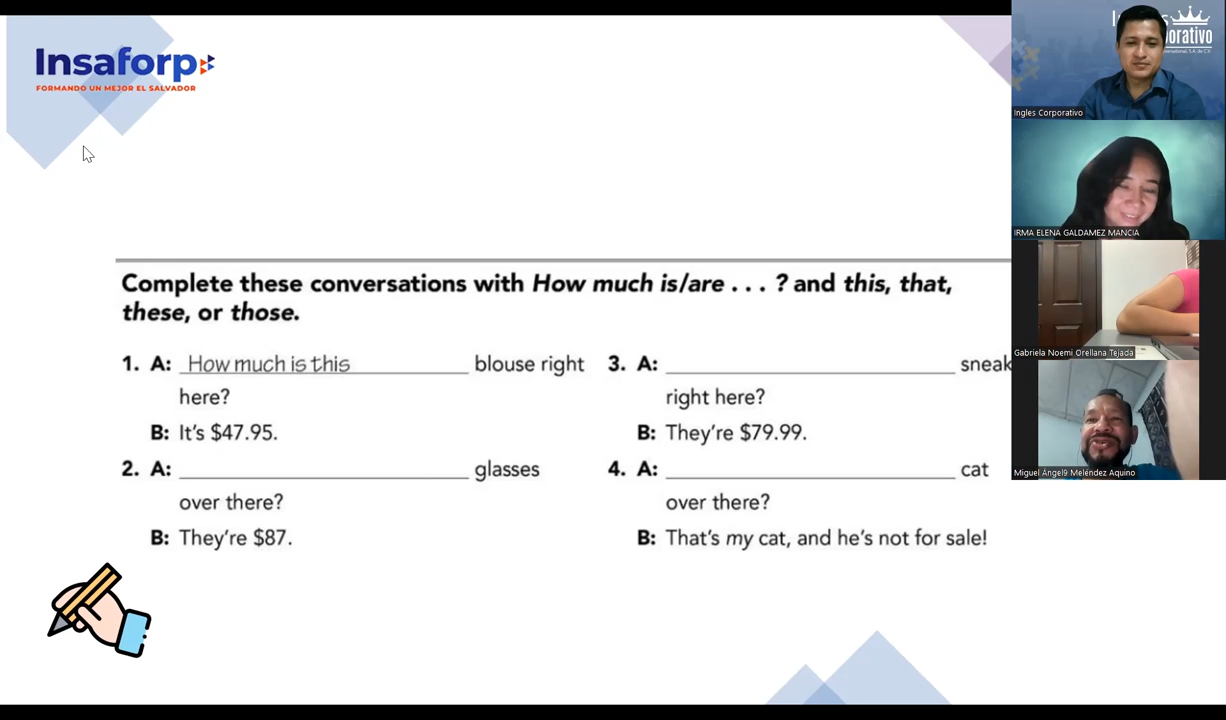 Insaforp
FORMANDO UN MEJOR EL SALVADOR
Complete these conversations with How much is/are . . . ? and this, that,
these, or those.
1. A: How much is this blouse right
here?
B: It's $47.95.
2. A: glasses
over there?
B: They're $87.
3. A: sneak
right here?
B: They're $79.99.
4. A: cat
over there?
B: That's my cat, and he's not for sale!
orativo
Ingles Corporativo
IRMA ELENA GALDAMEZ MANCIA
Gabriela Noemi Orellana Tejada
Miguel Ángel9 Meléndez Aquino